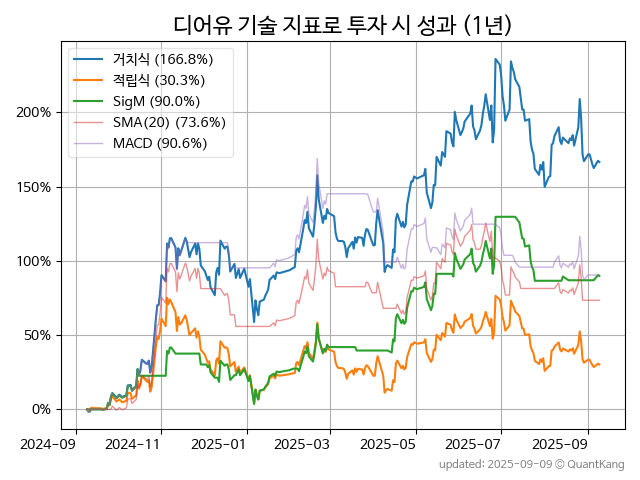 디어유 기술 지표로 투자 시 성과 (1년)
거치식 (166.8%)
적립식 (30.3%)
SigM (90.0%)
SMA(20) (73.6%)
MACD (90.6%)
200%
150%
100%
50%
0%
2024-09 2024-11 2025-01 2025-03 2025-05 2025-07 2025-09
updated: 2025-09-09 © QuantKang